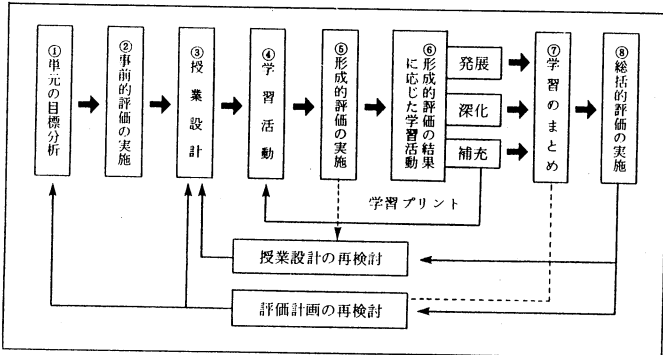 ①単元の目標分析
②事前的評価の実施
③授業設計
④学習活動
⑤形成的評価の実施
⑥形成的評価の結果
に応じた学習活動
発展
深化
補充
⑦学習のまとめ
⑧総括的評価の実施
学習プリント
授業設計の再検討
評価計画の再検討